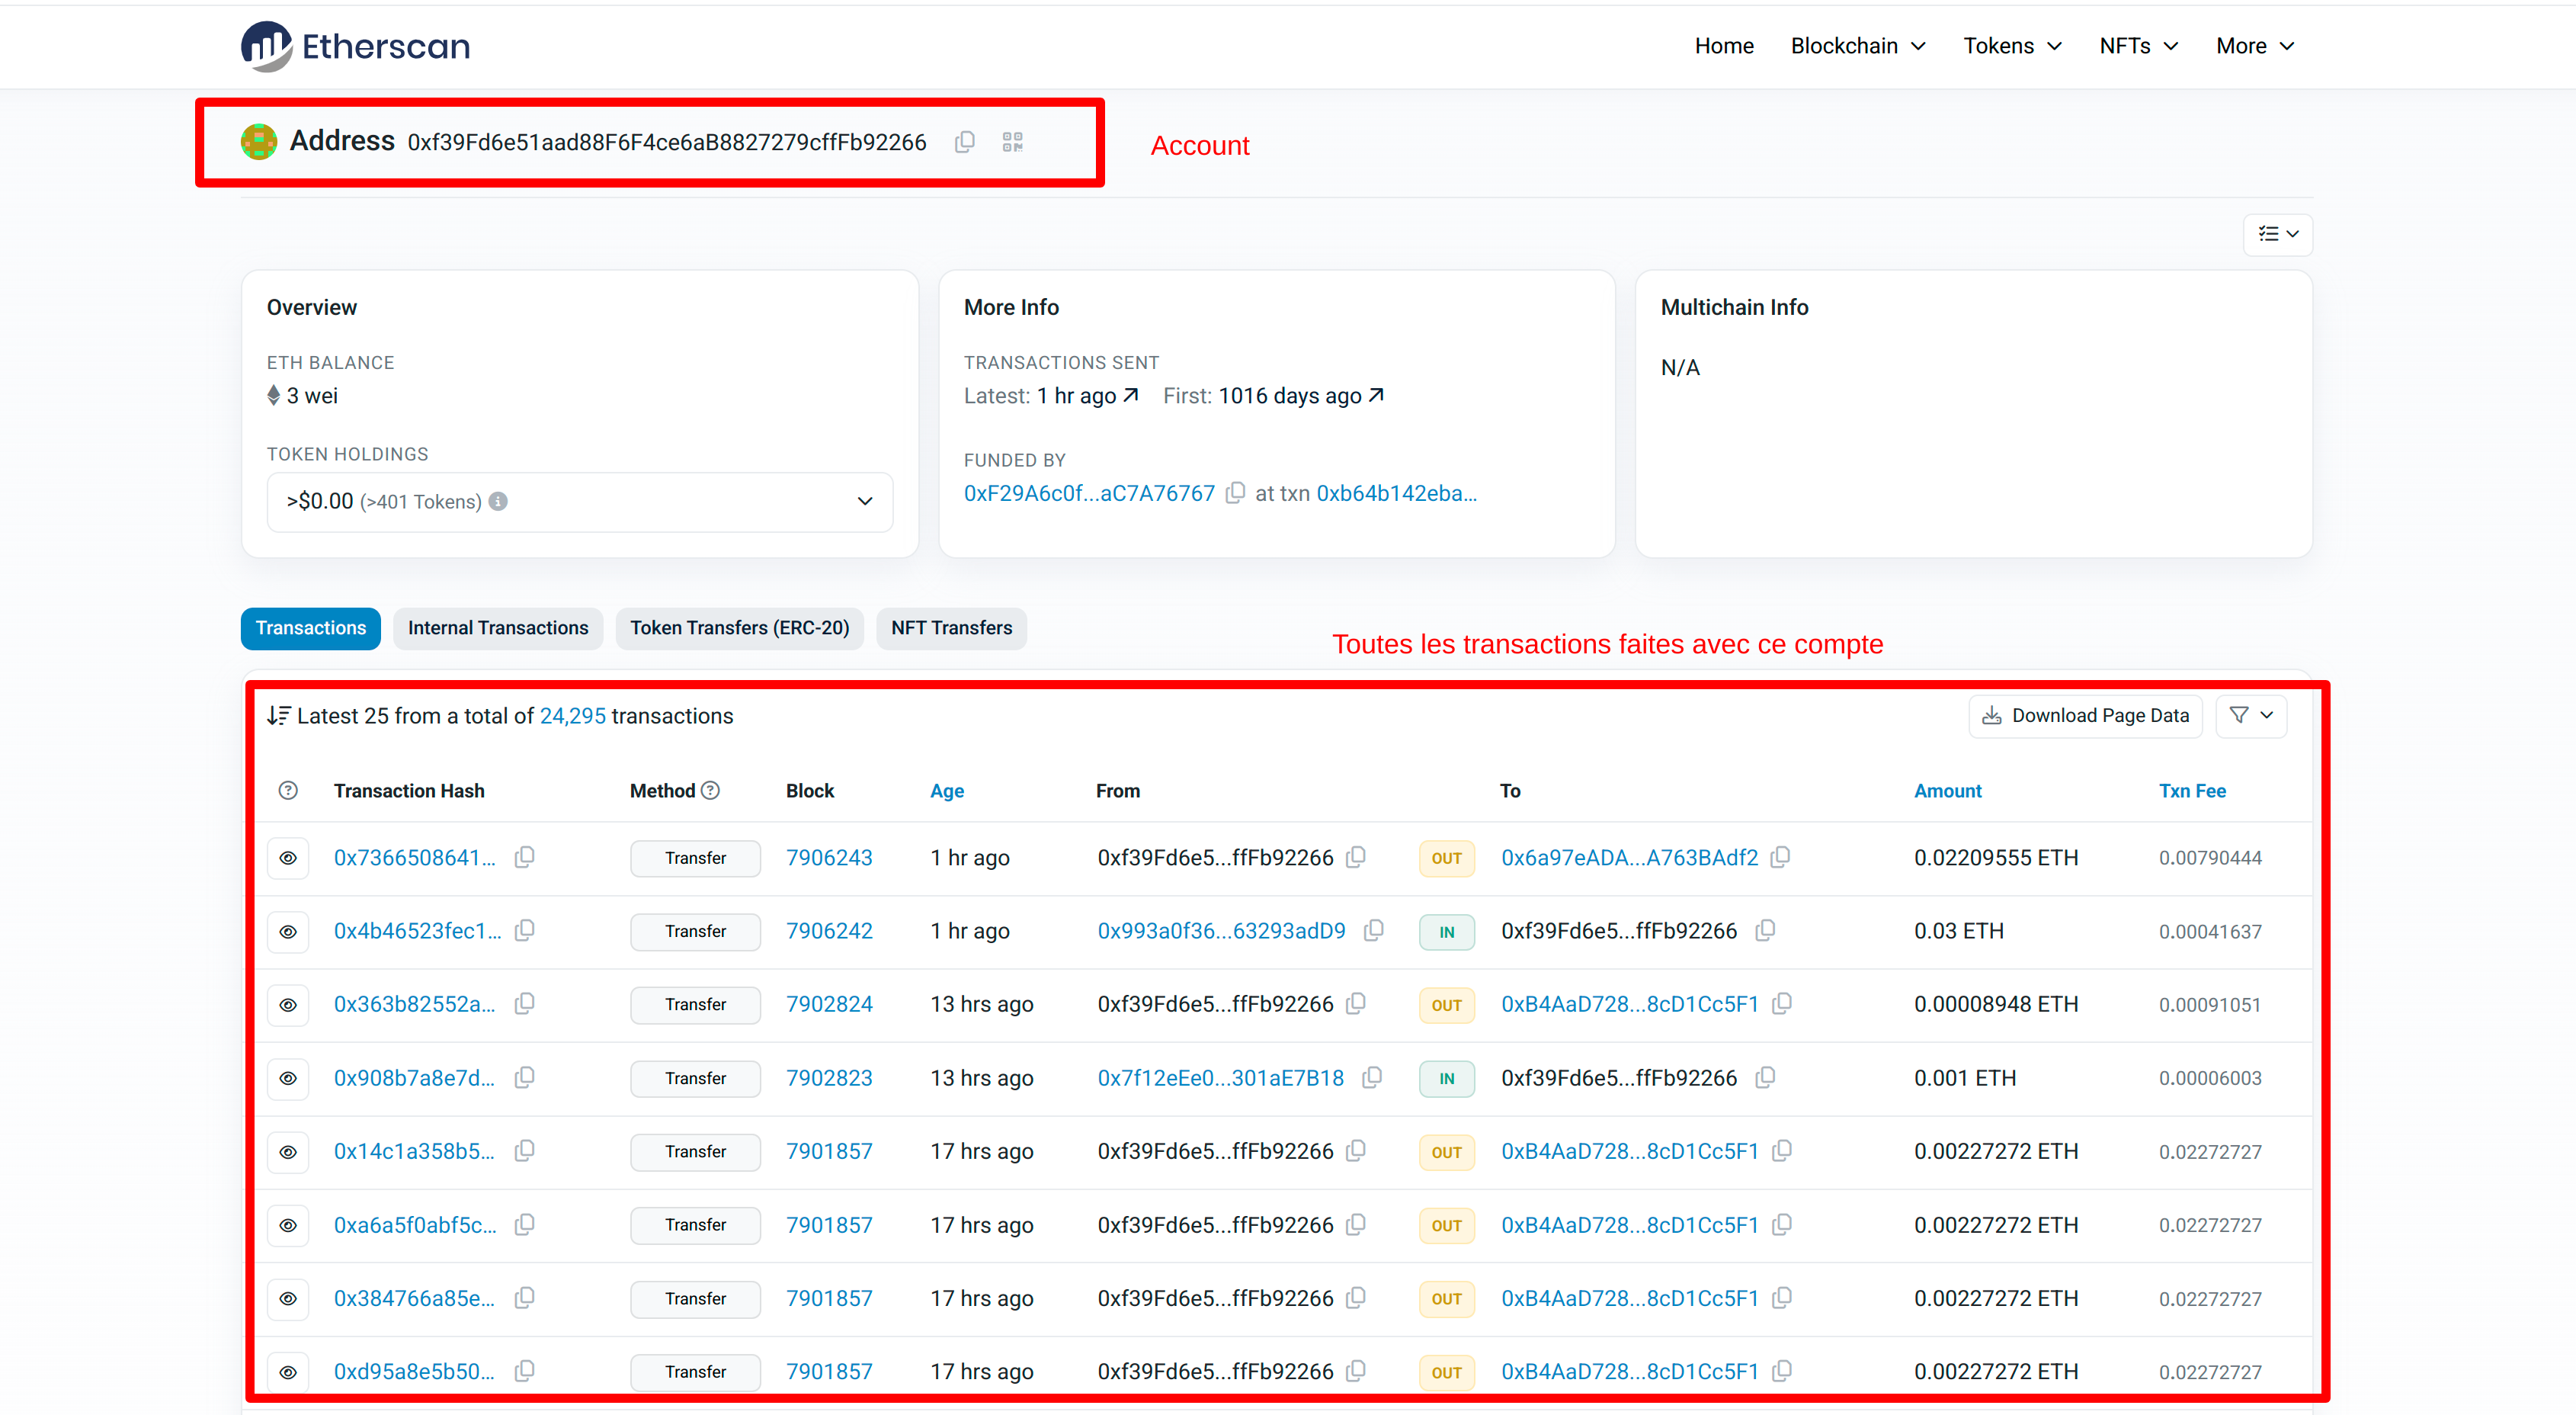 Etherscan
Home Blockchain Tokens NFTs More
Address 0xf39Fd6e51aad88F6F4ce6aB8827279cffFb92266
Account
Overview
ETH BALANCE
3 wei
TOKEN HOLDINGS
>$0.00 (>401 Tokens)
More Info
TRANSACTIONS SENT
Latest: 1 hr ago First: 1016 days ago
FUNDED BY
0xF29A6c0f...aC7A76767 at txn 0xb64b142eba...
Multichain Info
N/A
Transactions Internal Transactions Token Transfers (ERC-20) NFT Transfers
Toutes les transactions faites avec ce compte
Latest 25 from a total of 24,295 transactions
Download Page Data
Transaction Hash Method Block Age From To Amount Txn Fee
0x7366508641... Transfer 7906243 1 hr ago 0xf39Fd6e5...ffFb92266 OUT 0x6a97eADA...A763BAdf2 0.02209555 ETH 0.00790444
0x4b46523fec1... Transfer 7906242 1 hr ago 0x993a0f36...63293adD9 IN 0xf39Fd6e5...ffFb92266 0.03 ETH 0.00041637
0x363b82552a... Transfer 7902824 13 hrs ago 0xf39Fd6e5...ffFb92266 OUT 0xB4AaD728...8cD1Cc5F1 0.00008948 ETH 0.00091051
0x908b7a8e7d... Transfer 7902823 13 hrs ago 0x7f12eEe0...301aE7B18 IN 0xf39Fd6e5...ffFb92266 0.001 ETH 0.00006003
0x14c1a358b5... Transfer 7901857 17 hrs ago 0xf39Fd6e5...ffFb92266 OUT 0xB4AaD728...8cD1Cc5F1 0.00227272 ETH 0.02272727
0xa6a5f0abf5c... Transfer 7901857 17 hrs ago 0xf39Fd6e5...ffFb92266 OUT 0xB4AaD728...8cD1Cc5F1 0.00227272 ETH 0.02272727
0x384766a85e... Transfer 7901857 17 hrs ago 0xf39Fd6e5...ffFb92266 OUT 0xB4AaD728...8cD1Cc5F1 0.00227272 ETH 0.02272727
0xd95a8e5b50... Transfer 7901857 17 hrs ago 0xf39Fd6e5...ffFb92266 OUT 0xB4AaD728...8cD1Cc5F1 0.00227272 ETH 0.02272727